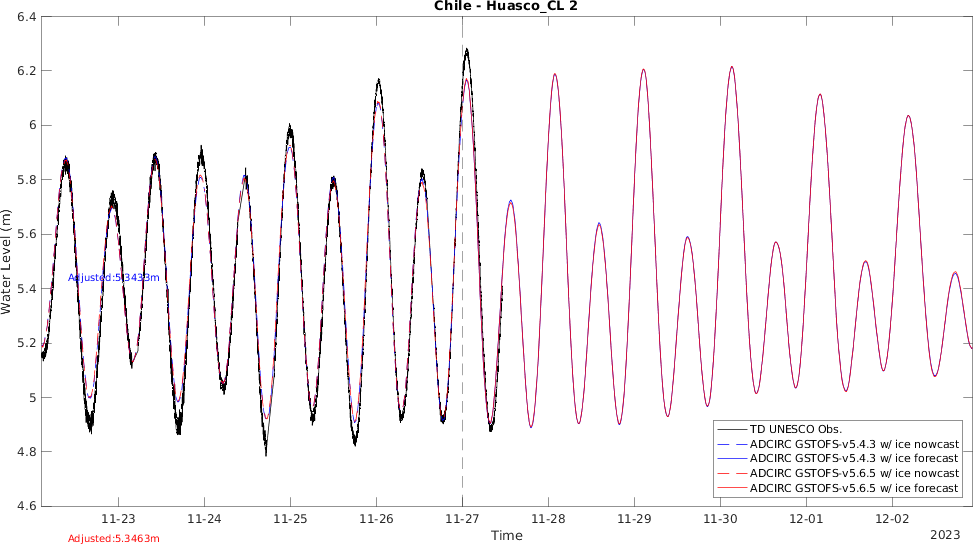 Chile - Huasco_CL 2
6.4
6.2
6
5.8
5.6
5.4
5.2
5
4.8
4.6
Water Level (m)
Adjusted:5.3433m
TD UNESCO Obs.
ADCIRC GSTOFS-v5.4.3 w/ ice nowcast
ADCIRC GSTOFS-v5.4.3 w/ ice forecast
ADCIRC GSTOFS-v5.6.5 w/ ice nowcast
ADCIRC GSTOFS-v5.6.5 w/ ice forecast
11-23 11-24 11-25 11-26 11-27 11-28 11-29 11-30 12-01 12-02
Time
2023
Adjusted:5.3463m